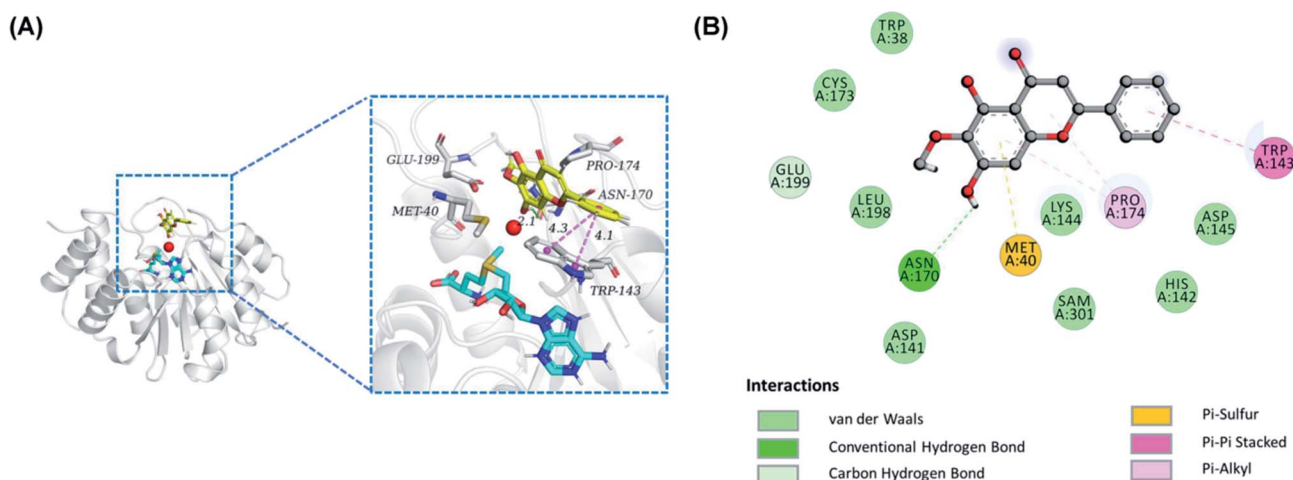 (A)
GLU-199
PRO-174
ASN-170
MET-40
2.1
4.3
4.1
TRP-143
(B)
TRP
A:38
CYS
A:173
GLU
A:199
LEU
A:198
LYS
A:144
PRO
A:174
TRP
A:143
ASP
A:145
ASN
A:170
MET
A:40
HIS
A:142
SAM
A:301
ASP
A:141
Interactions
van der Waals
Conventional Hydrogen Bond
Carbon Hydrogen Bond
Pi-Sulfur
Pi-Pi Stacked
Pi-Alkyl